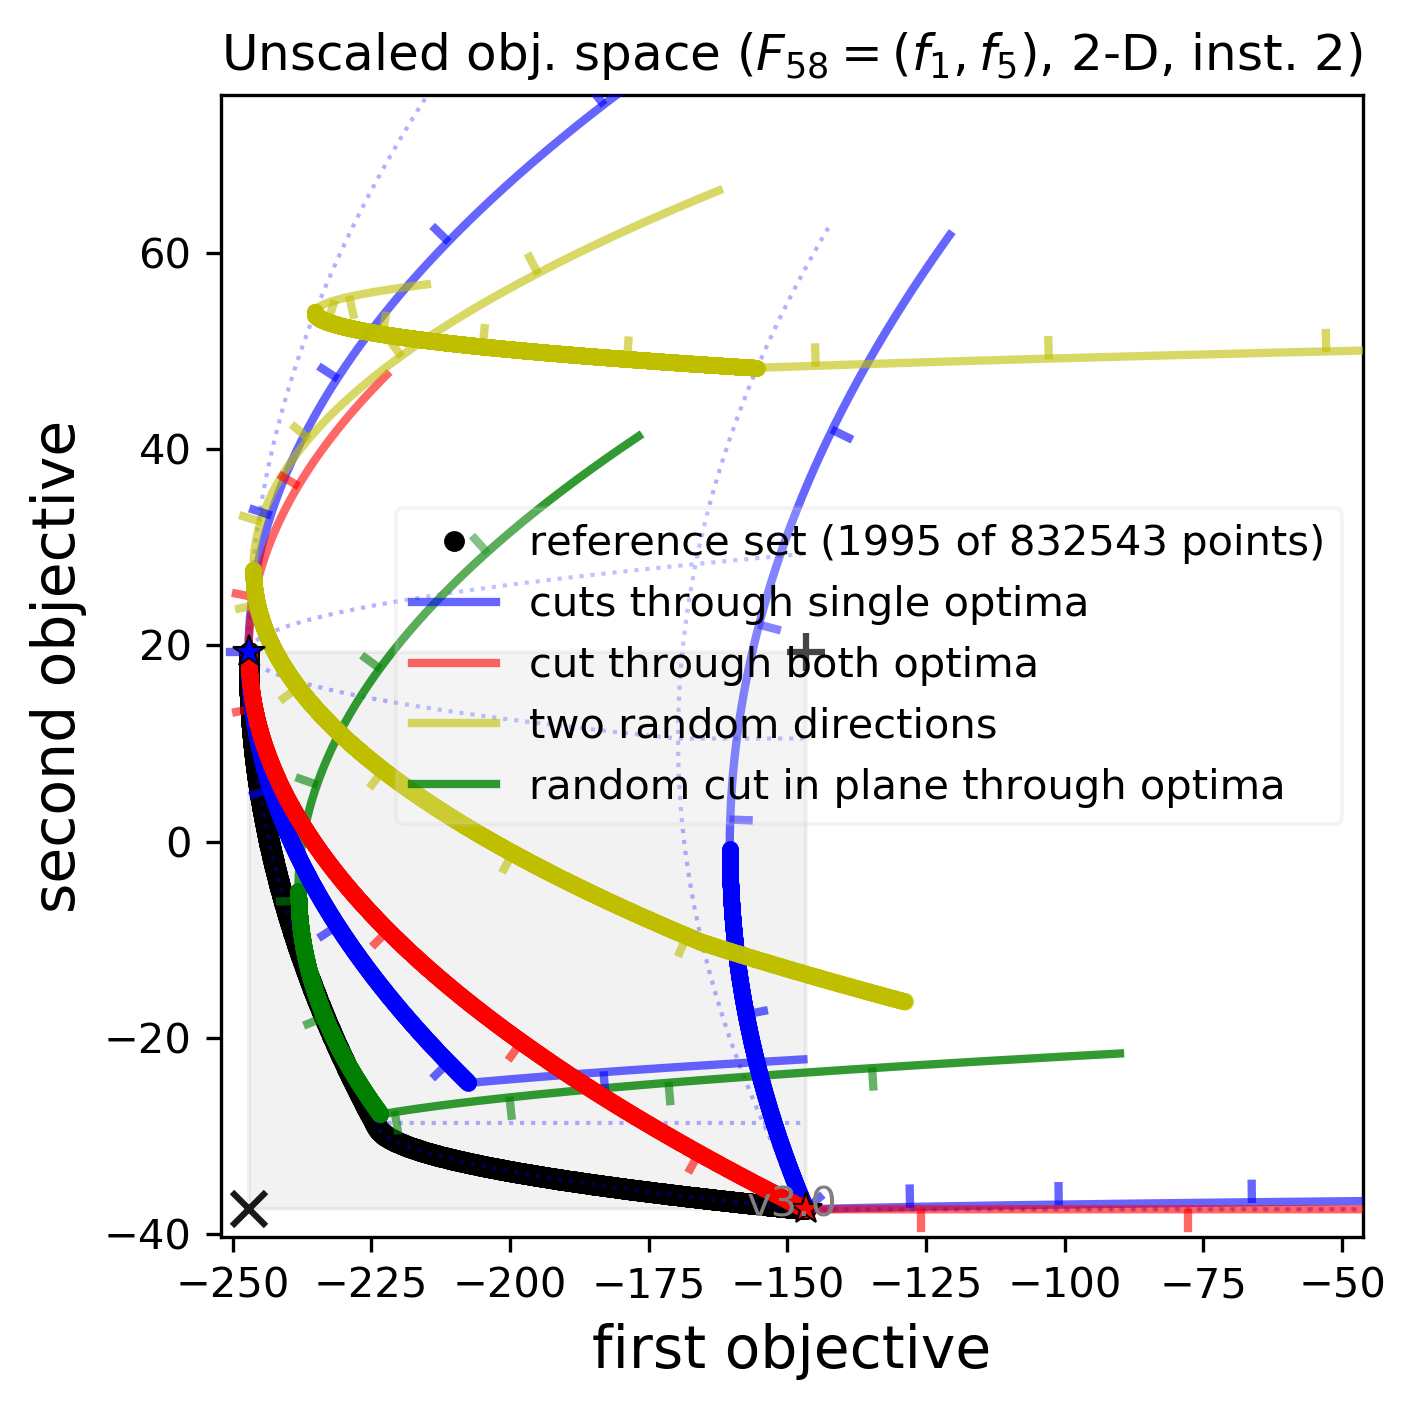 Unscaled obj. space (F₅₈ = (f₁, f₅), 2-D, inst. 2)
second objective
60
40
20
0
−20
−40
reference set (1995 of 832543 points)
cuts through single optima
cut through both optima
two random directions
random cut in plane through optima
v3.0
−250 −225 −200 −175 −150 −125 −100 −75 −50
first objective